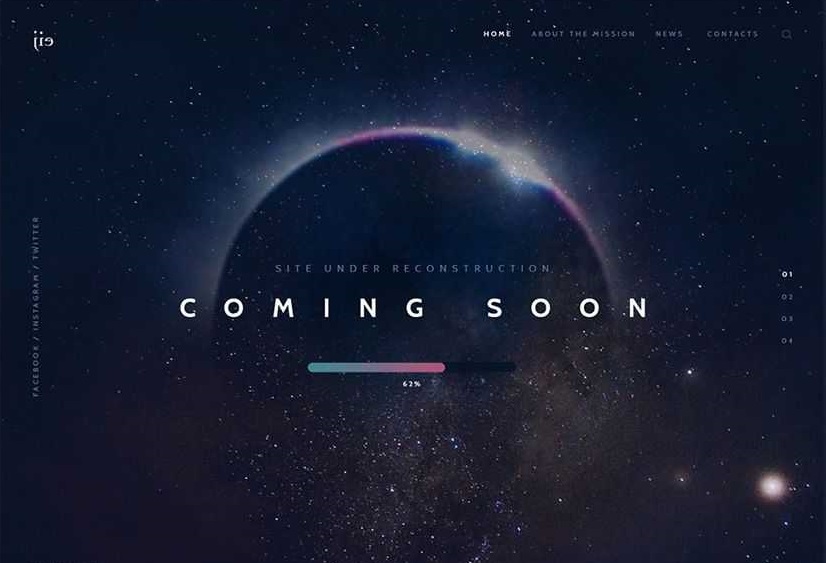 HOME ABOUT THE MISSION NEWS CONTACTS
FACEBOOK / INSTAGRAM / TWITTER
SITE UNDER RECONSTRUCTION
COMING SOON
62%
01
02
03
04